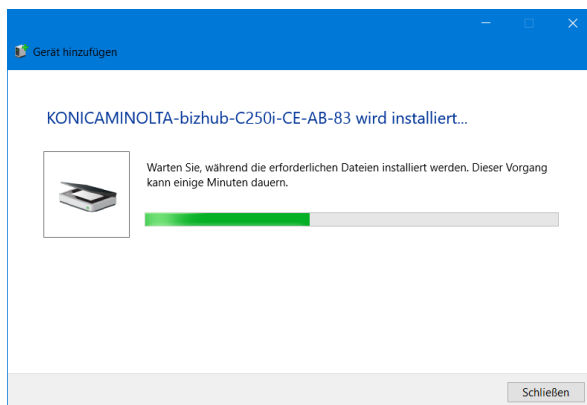 Gerät hinzufügen
KONICAMINOLTA-bizhub-C250i-CE-AB-83 wird installiert...
Warten Sie, während die erforderlichen Dateien installiert werden. Dieser Vorgang
kann einige Minuten dauern.
Schließen